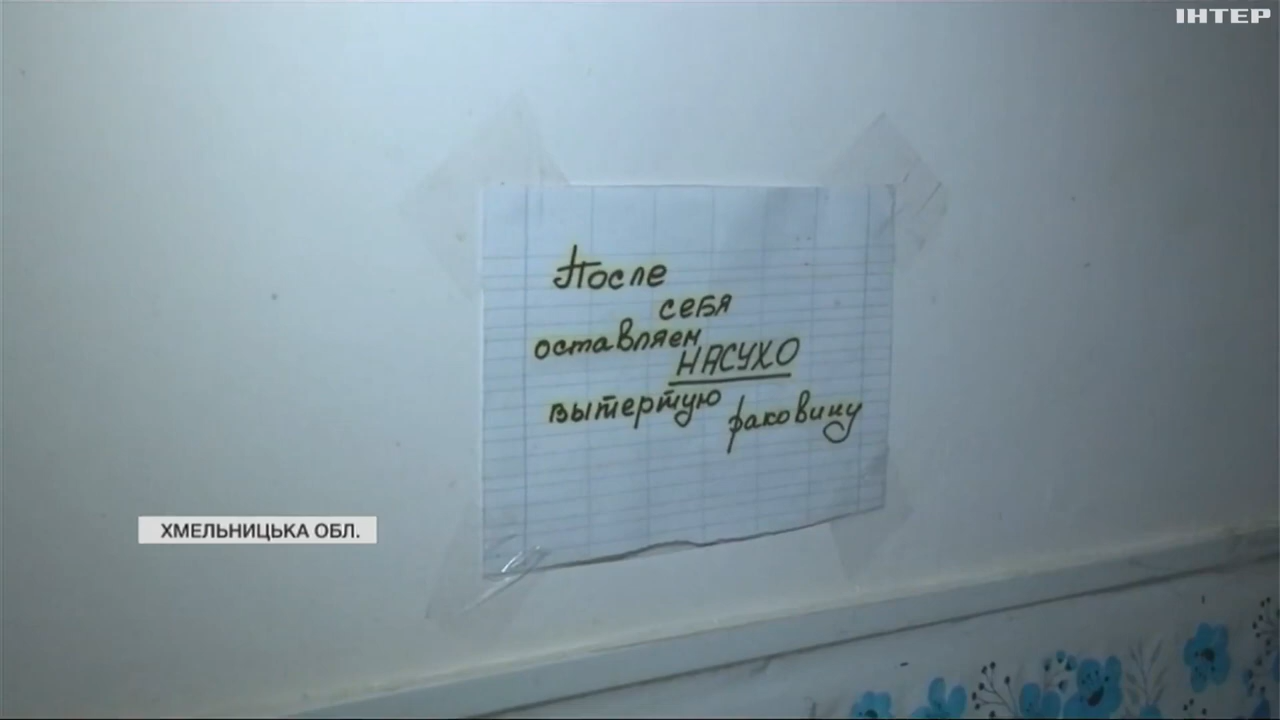 ІНТЕР
После
себя
оставляем
НАСУХО
вытертую
раковину
ХМЕЛЬНИЦЬКА ОБЛ.